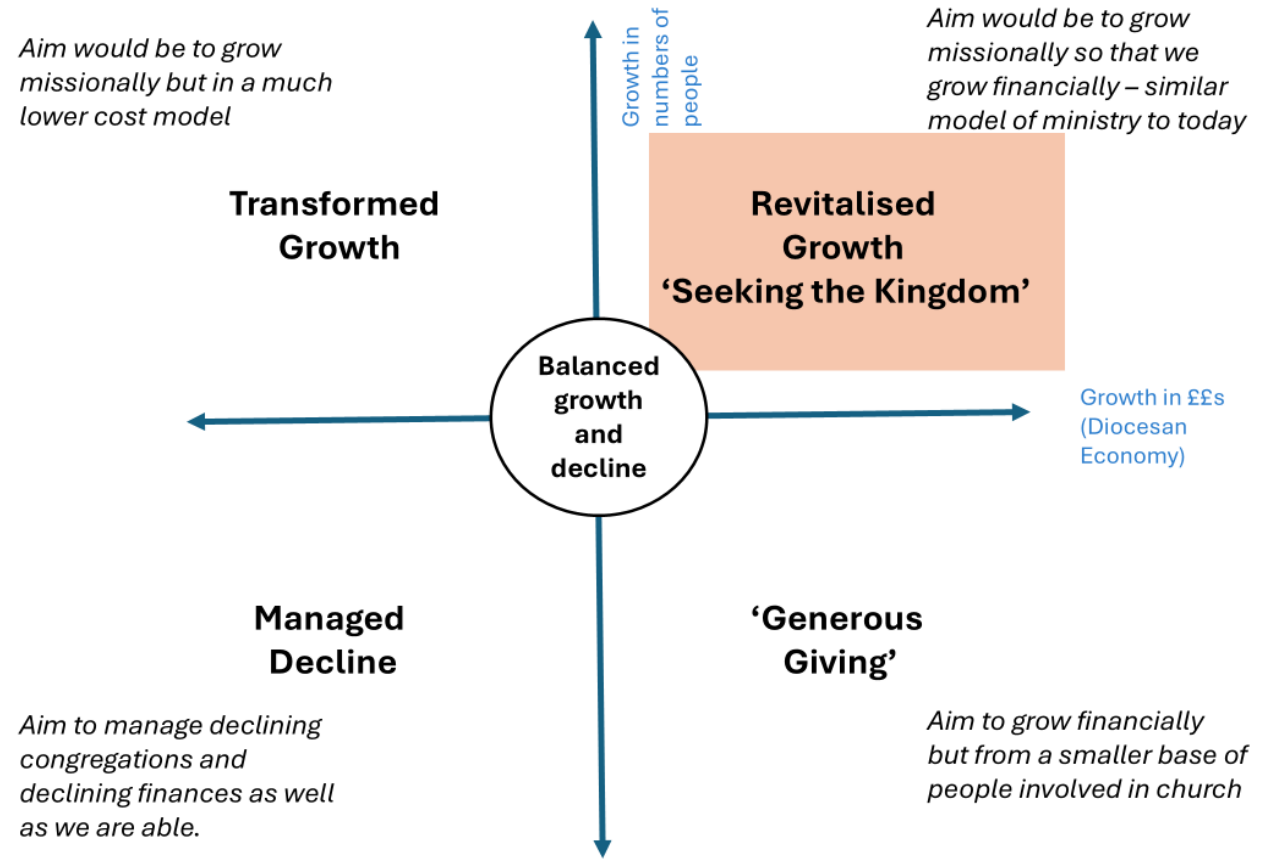 Aim would be to grow
missionally but in a much
lower cost model
Growth in
numbers of
people
Aim would be to grow
missionally so that we
grow financially – similar
model of ministry to today
Transformed
Growth
Revitalised
Growth
‘Seeking the Kingdom’
Balanced
growth
and
decline
Growth in ££s
(Diocesan
Economy)
Managed
Decline
‘Generous
Giving’
Aim to manage declining
congregations and
declining finances as well
as we are able.
Aim to grow financially
but from a smaller base of
people involved in church